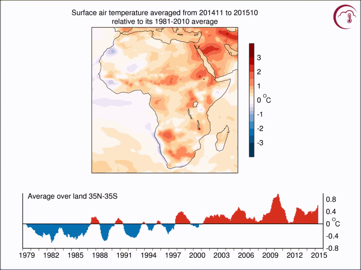 Surface air temperature averaged from 201411 to 201510
relative to its 1981-2010 average
3
2
1
0 °C
-1
-2
-3
Average over land 35N-35S
0.8
0.4
0 °C
-0.4
-0.8
1979 1982 1985 1988 1991 1994 1997 2000 2003 2006 2009 2012 2015